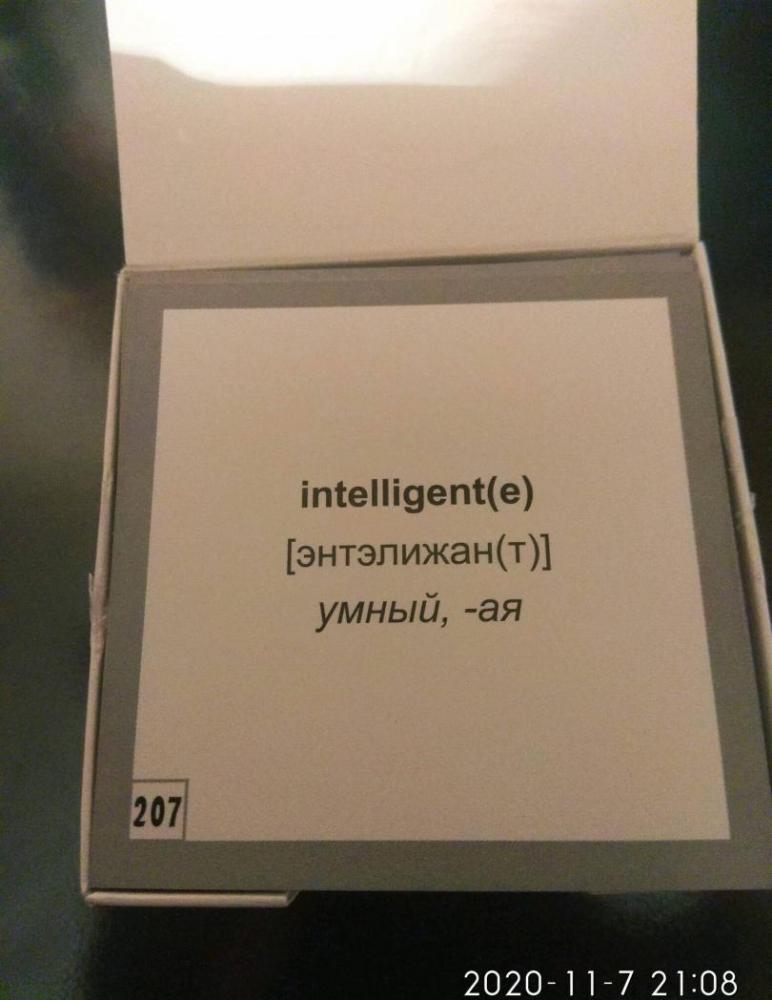 intelligent(e)
[энтэлижан(т)]
умный, -ая
207
2020-11-7 21:08